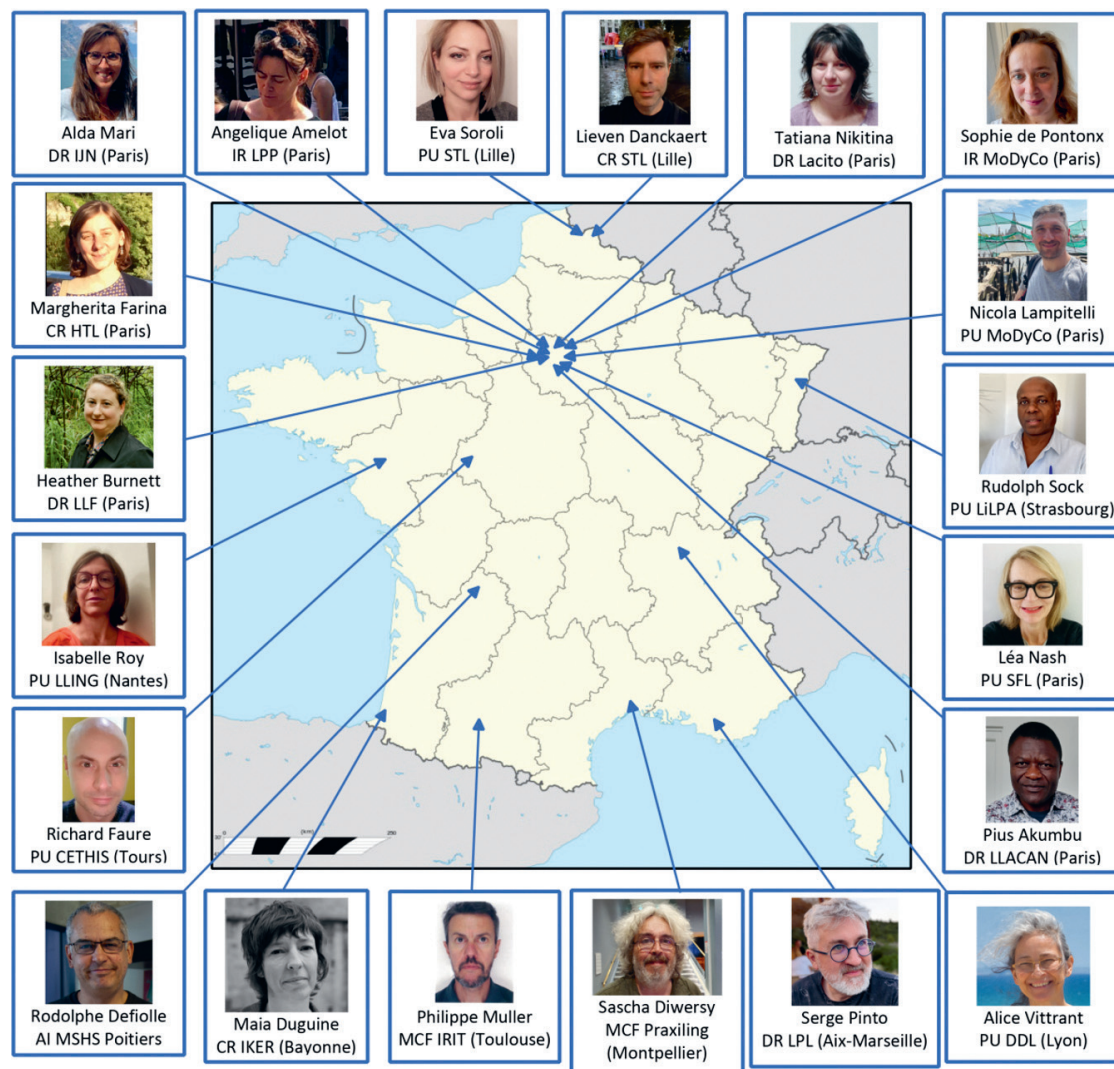 Alda Mari
DR IJN (Paris)
Angelique Amelot
IR LPP (Paris)
Eva Soroli
PU STL (Lille)
Lieven Danckaert
CR STL (Lille)
Tatiana Nikitina
DR Lacito (Paris)
Sophie de Pontonx
IR MoDyCo (Paris)
Margherita Farina
CR HTL (Paris)
Nicola Lampitelli
PU MoDyCo (Paris)
Heather Burnett
DR LLF (Paris)
Rudolph Sock
PU LiLPA (Strasbourg)
Isabelle Roy
PU LLING (Nantes)
Léa Nash
PU SFL (Paris)
Richard Faure
PU CETHIS (Tours)
Pius Akumbu
DR LLACAN (Paris)
0 (km) 250
Rodolphe Defiolle
AI MSHS Poitiers
Maia Duguine
CR IKER (Bayonne)
Philippe Muller
MCF IRIT (Toulouse)
Sascha Diwersy
MCF Praxiling
(Montpellier)
Serge Pinto
DR LPL (Aix-Marseille)
Alice Vittrant
PU DDL (Lyon)